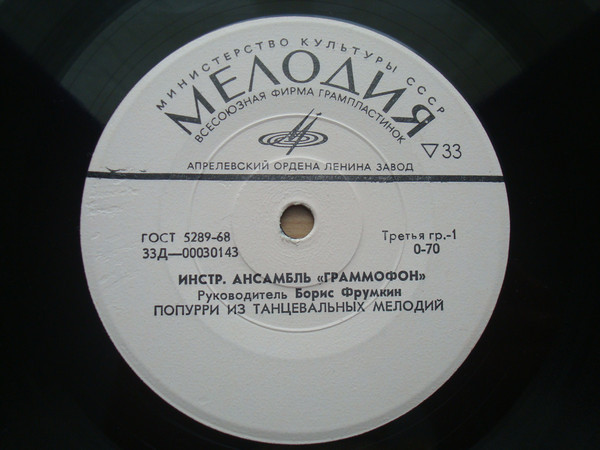 МИНИСТЕРСТВО КУЛЬТУРЫ СССР
МЕЛОДИЯ
ВСЕСОЮЗНАЯ ФИРМА ГРАМПЛАСТИНОК
▽33
АПРЕЛЕВСКИЙ ОРДЕНА ЛЕНИНА ЗАВОД
ГОСТ 5289-68 Третья гр.-1
33Д—00030143 0-70
ИНСТР. АНСАМБЛЬ «ГРАММОФОН»
Руководитель Борис Фрумкин
ПОПУРРИ ИЗ ТАНЦЕВАЛЬНЫХ МЕЛОДИЙ